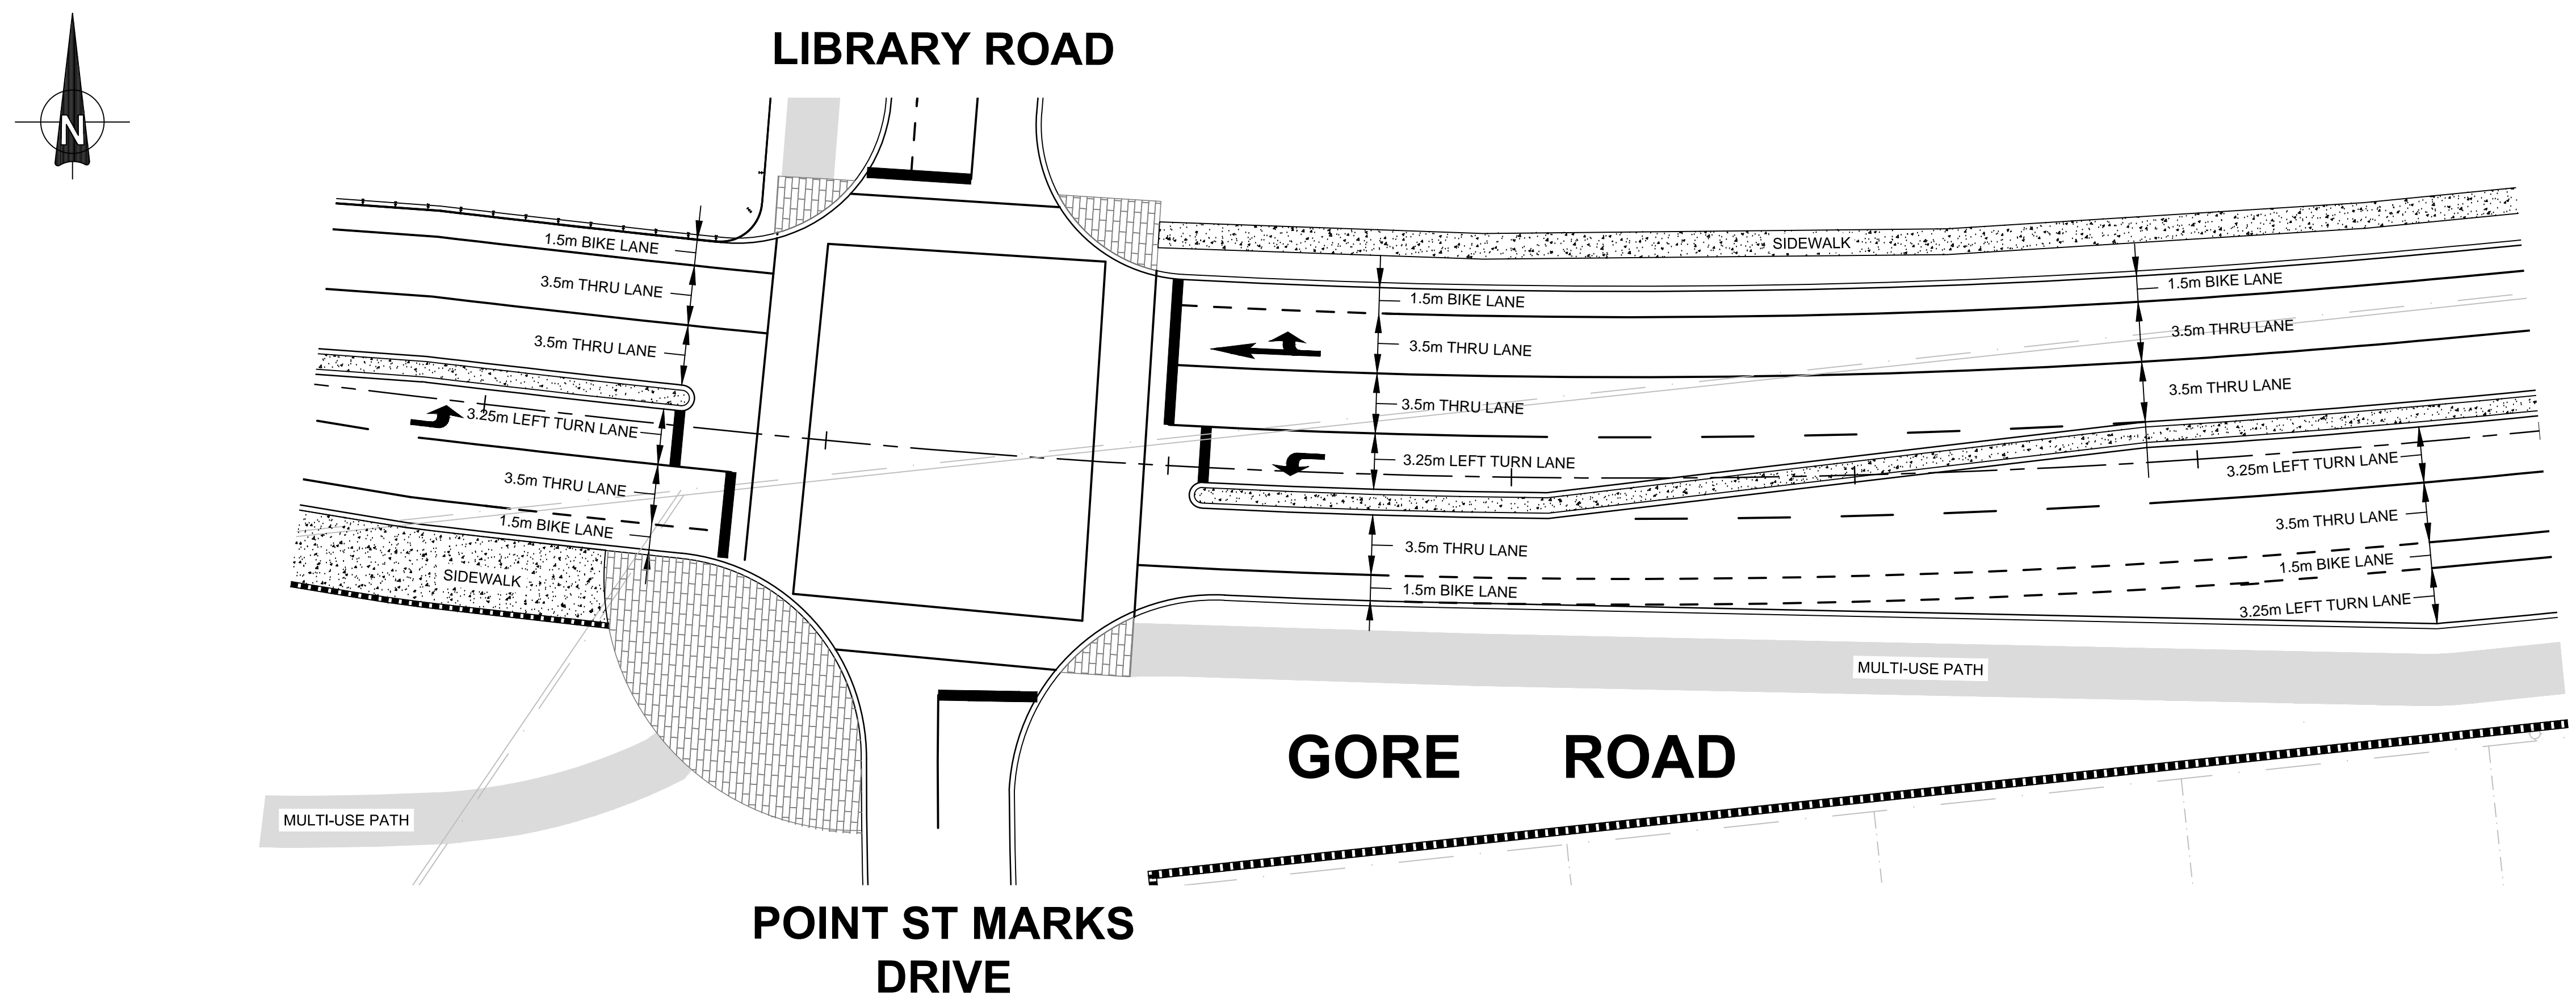 LIBRARY ROAD
N
1.5m BIKE LANE
3.5m THRU LANE
3.5m THRU LANE
3.25m LEFT TURN LANE
3.5m THRU LANE
1.5m BIKE LANE
SIDEWALK
MULTI-USE PATH
SIDEWALK
1.5m BIKE LANE
3.5m THRU LANE
3.5m THRU LANE
3.25m LEFT TURN LANE
3.5m THRU LANE
1.5m BIKE LANE
1.5m BIKE LANE
3.5m THRU LANE
3.5m THRU LANE
3.25m LEFT TURN LANE
3.5m THRU LANE
1.5m BIKE LANE
3.25m LEFT TURN LANE
MULTI-USE PATH
GORE ROAD
POINT ST MARKS
DRIVE